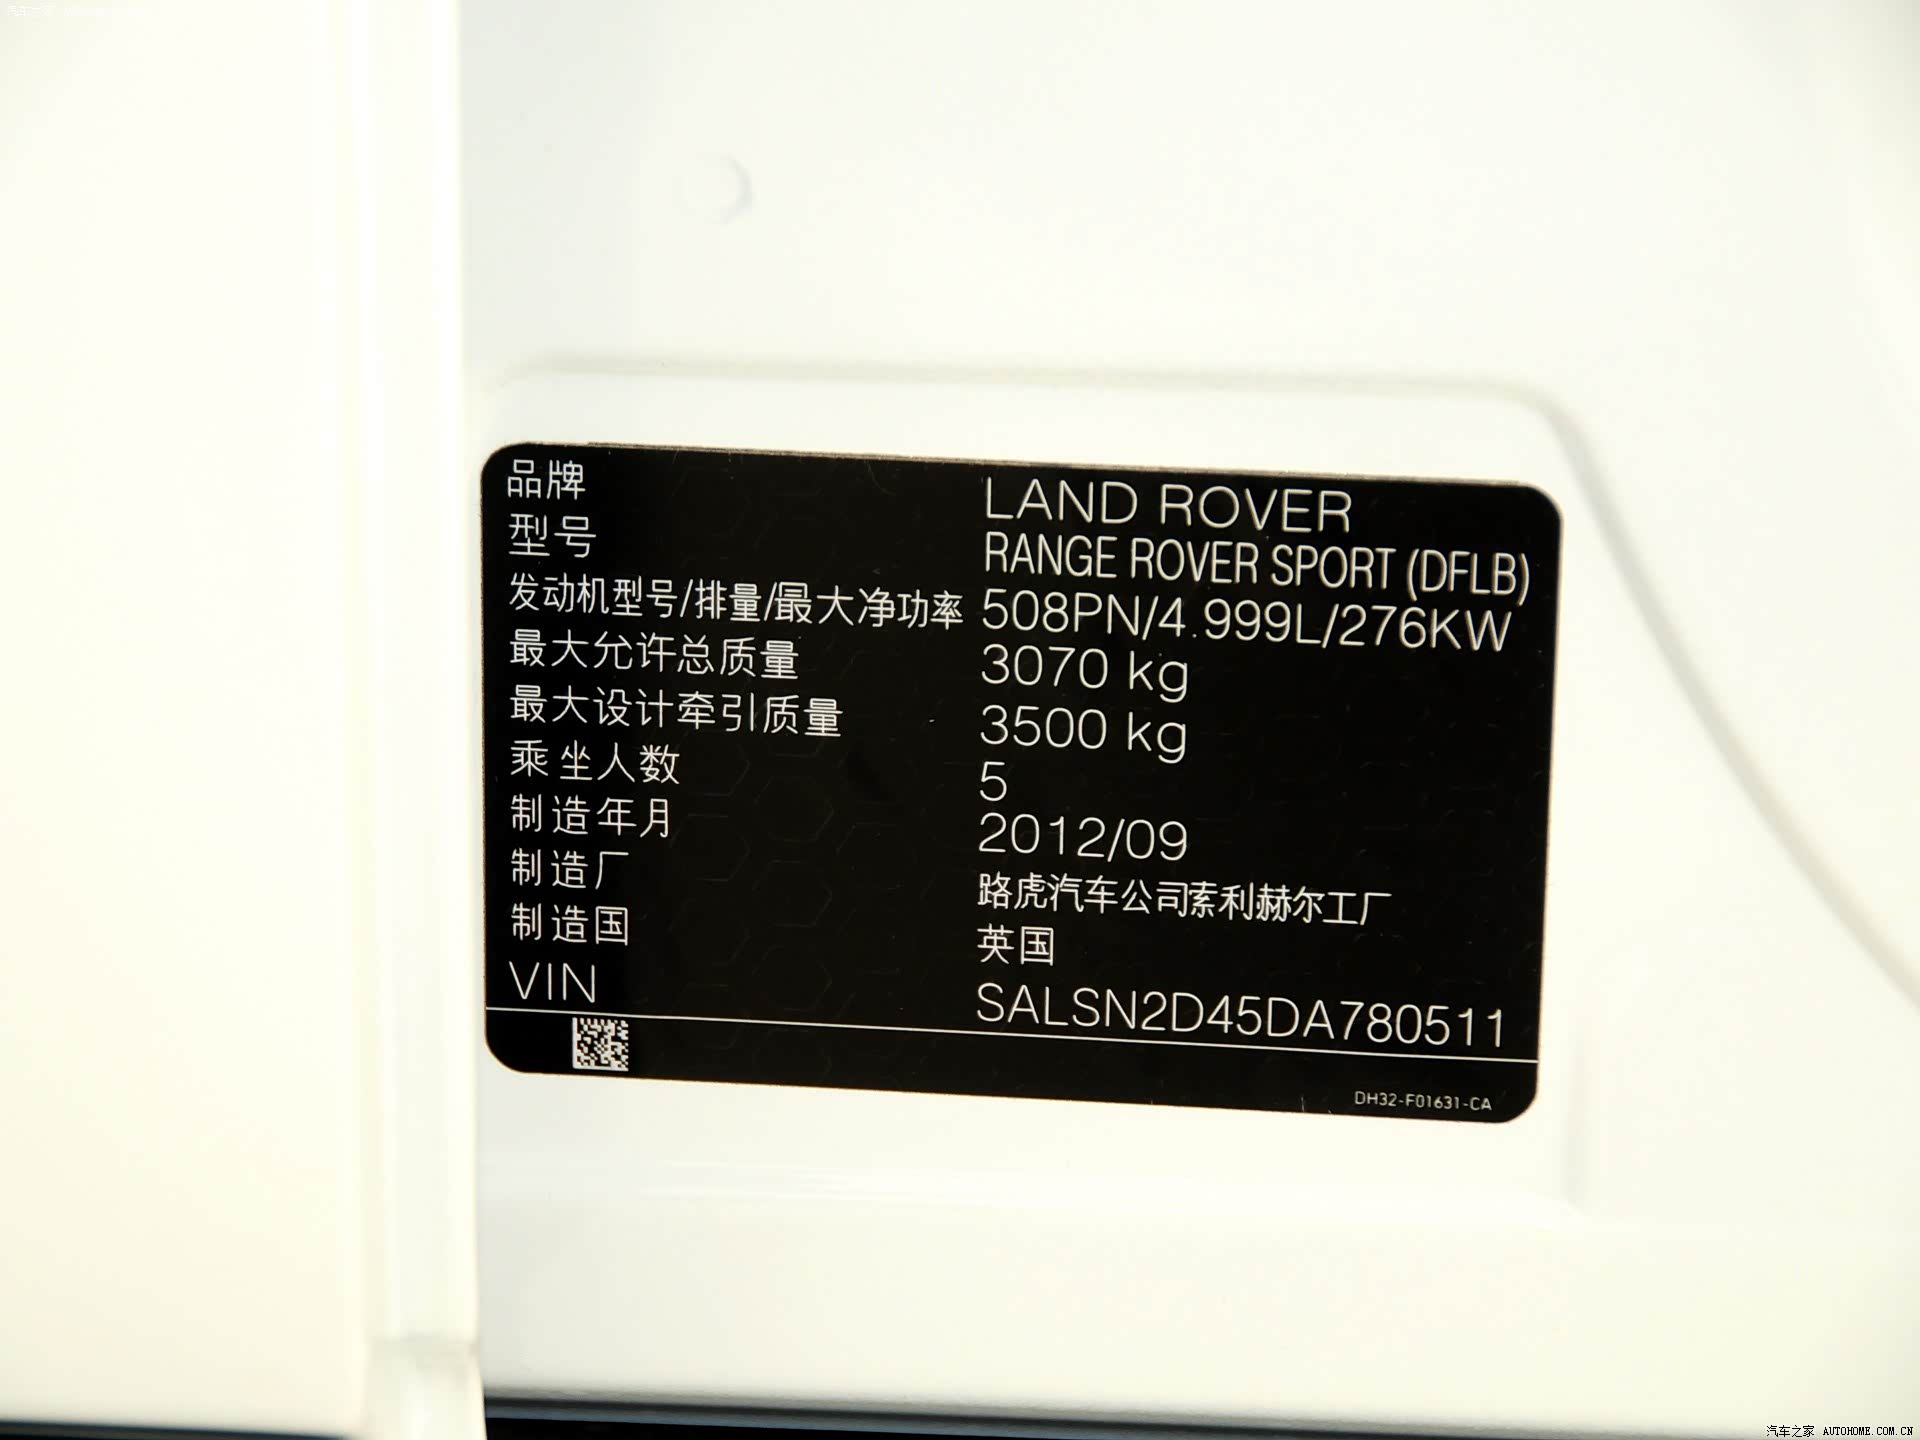 品牌 LAND ROVER
型号 RANGE ROVER SPORT (DFLB)
发动机型号/排量/最大净功率 508PN/4.999L/276KW
最大允许总质量 3070 kg
最大设计牵引质量 3500 kg
乘坐人数 5
制造年月 2012/09
制造厂 路虎汽车公司索利赫尔工厂
制造国 英国
VIN SALSN2D45DA780511
DH32-F01631-CA
汽车之家 AUTOHOME.COM.CN